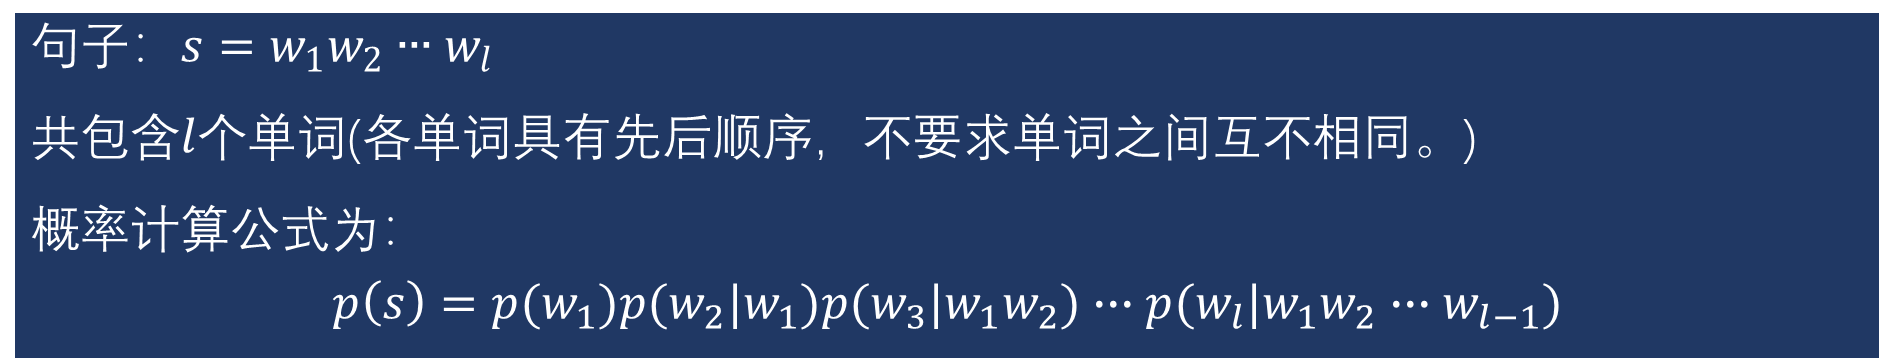 句子：s = w₁w₂ ⋯ wₗ
共包含l个单词(各单词具有先后顺序，不要求单词之间互不相同。)
概率计算公式为：
p(s) = p(w₁)p(w₂|w₁)p(w₃|w₁w₂) ⋯ p(wₗ|w₁w₂ ⋯ wₗ₋₁)